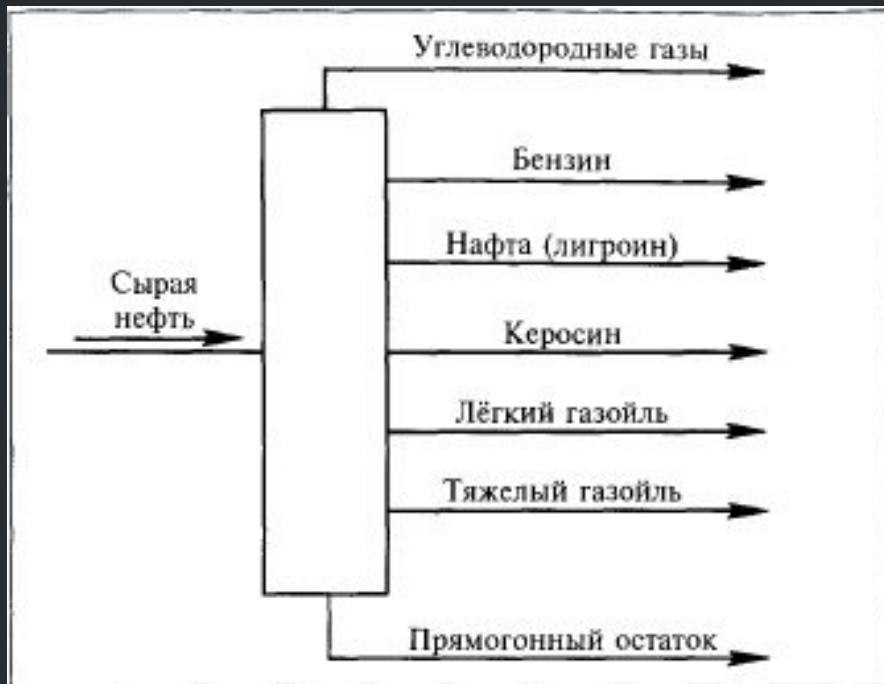 Углеводородные газы
Бензин
Нафта (лигроин)
Сырая
нефть
Керосин
Лёгкий газойль
Тяжелый газойль
Прямогонный остаток